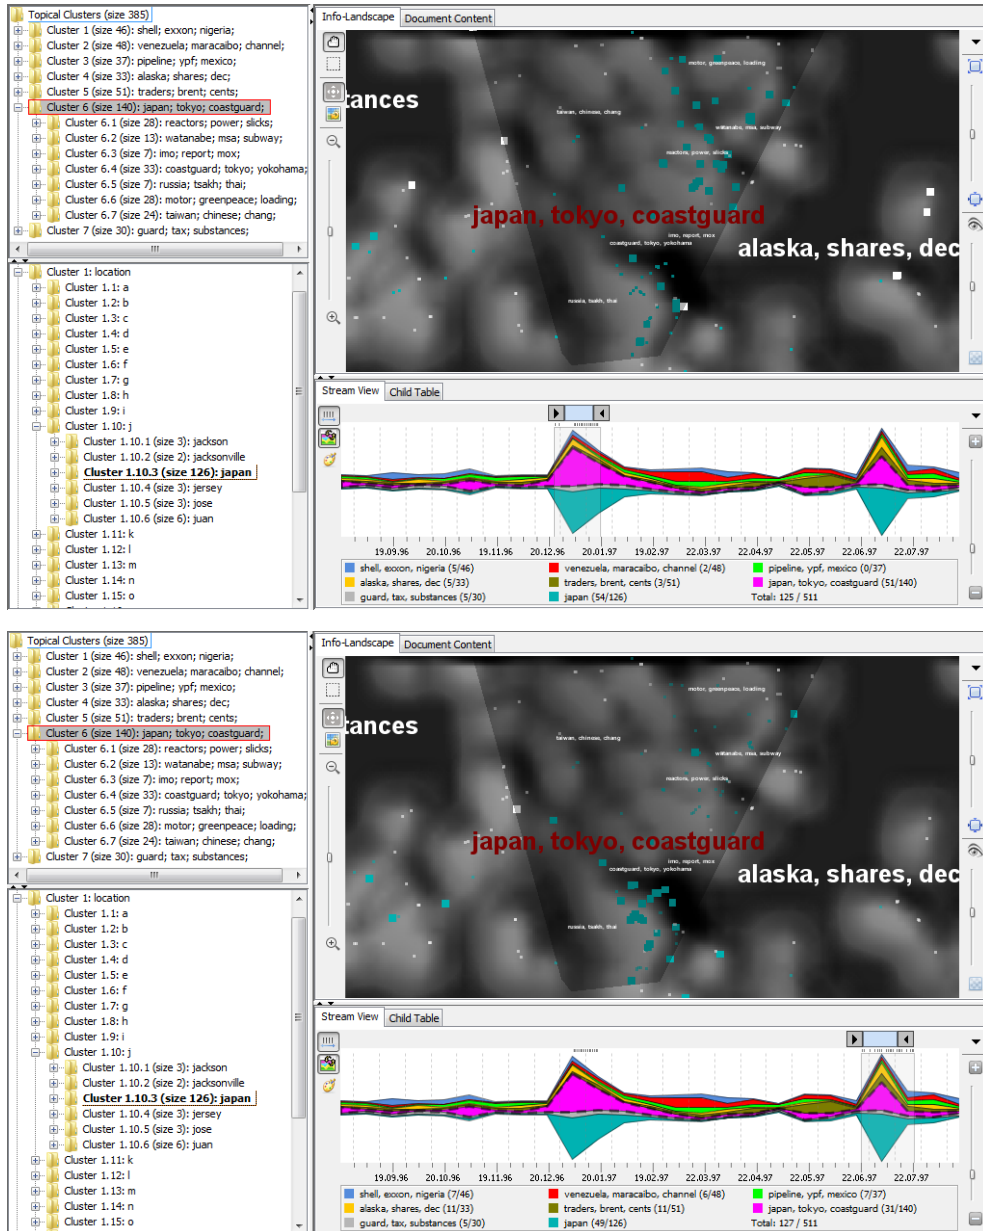 Topical Clusters (size 385)
Cluster 1 (size 46): shell; exxon; nigeria;
Cluster 2 (size 48): venezuela; maracaibo; channel;
Cluster 3 (size 37): pipeline; ypf; mexico;
Cluster 4 (size 33): alaska; shares; dec;
Cluster 5 (size 51): traders; brent; cents;
Cluster 6 (size 140): japan; tokyo; coastguard;
Cluster 6.1 (size 28): reactors; power; slicks;
Cluster 6.2 (size 13): watanabe; msa; subway;
Cluster 6.3 (size 7): imo; report; mox;
Cluster 6.4 (size 33): coastguard; tokyo; yokohama;
Cluster 6.5 (size 7): russia; tsakh; thai;
Cluster 6.6 (size 28): motor; greenpeace; loading;
Cluster 6.7 (size 24): taiwan; chinese; chang;
Cluster 7 (size 30): guard; tax; substances;
Cluster 1: location
Cluster 1.1: a
Cluster 1.2: b
Cluster 1.3: c
Cluster 1.4: d
Cluster 1.5: e
Cluster 1.6: f
Cluster 1.7: g
Cluster 1.8: h
Cluster 1.9: i
Cluster 1.10: j
Cluster 1.10.1 (size 3): jackson
Cluster 1.10.2 (size 2): jacksonville
Cluster 1.10.3 (size 126): japan
Cluster 1.10.4 (size 3): jersey
Cluster 1.10.5 (size 3): jose
Cluster 1.10.6 (size 6): juan
Cluster 1.11: k
Cluster 1.12: l
Cluster 1.13: m
Cluster 1.14: n
Cluster 1.15: o
Info-Landscape Document Content
motor, greenpeace, loading
tances
taiwan, chinese, chang
watanabe, msa, subway
reactors, power, slicks
japan, tokyo, coastguard
imo, report, mox
coastguard, tokyo, yokohama
alaska, shares, dec
russia, tsakh, thai
Stream View Child Table
19.09.96 20.10.96 19.11.96 20.12.96 20.01.97 19.02.97 22.03.97 22.04.97 22.05.97 22.06.97 22.07.97
shell, exxon, nigeria (5/46) venezuela, maracaibo, channel (2/48) pipeline, ypf, mexico (0/37)
alaska, shares, dec (5/33) traders, brent, cents (3/51) japan, tokyo, coastguard (51/140)
guard, tax, substances (5/30) japan (54/126) Total: 125 / 511
Topical Clusters (size 385)
Cluster 1 (size 46): shell; exxon; nigeria;
Cluster 2 (size 48): venezuela; maracaibo; channel;
Cluster 3 (size 37): pipeline; ypf; mexico;
Cluster 4 (size 33): alaska; shares; dec;
Cluster 5 (size 51): traders; brent; cents;
Cluster 6 (size 140): japan; tokyo; coastguard;
Cluster 6.1 (size 28): reactors; power; slicks;
Cluster 6.2 (size 13): watanabe; msa; subway;
Cluster 6.3 (size 7): imo; report; mox;
Cluster 6.4 (size 33): coastguard; tokyo; yokohama;
Cluster 6.5 (size 7): russia; tsakh; thai;
Cluster 6.6 (size 28): motor; greenpeace; loading;
Cluster 6.7 (size 24): taiwan; chinese; chang;
Cluster 7 (size 30): guard; tax; substances;
Cluster 1: location
Cluster 1.1: a
Cluster 1.2: b
Cluster 1.3: c
Cluster 1.4: d
Cluster 1.5: e
Cluster 1.6: f
Cluster 1.7: g
Cluster 1.8: h
Cluster 1.9: i
Cluster 1.10: j
Cluster 1.10.1 (size 3): jackson
Cluster 1.10.2 (size 2): jacksonville
Cluster 1.10.3 (size 126): japan
Cluster 1.10.4 (size 3): jersey
Cluster 1.10.5 (size 3): jose
Cluster 1.10.6 (size 6): juan
Cluster 1.11: k
Cluster 1.12: l
Cluster 1.13: m
Cluster 1.14: n
Cluster 1.15: o
Info-Landscape Document Content
motor, greenpeace, loading
tances
taiwan, chinese, chang
watanabe, msa, subway
reactors, power, slicks
japan, tokyo, coastguard
imo, report, mox
coastguard, tokyo, yokohama
alaska, shares, dec
russia, tsakh, thai
Stream View Child Table
19.09.96 20.10.96 19.11.96 20.12.96 20.01.97 19.02.97 22.03.97 22.04.97 22.05.97 22.06.97 22.07.97
shell, exxon, nigeria (7/46) venezuela, maracaibo, channel (6/48) pipeline, ypf, mexico (7/37)
alaska, shares, dec (11/33) traders, brent, cents (11/51) japan, tokyo, coastguard (31/140)
guard, tax, substances (5/30) japan (49/126) Total: 127 / 511